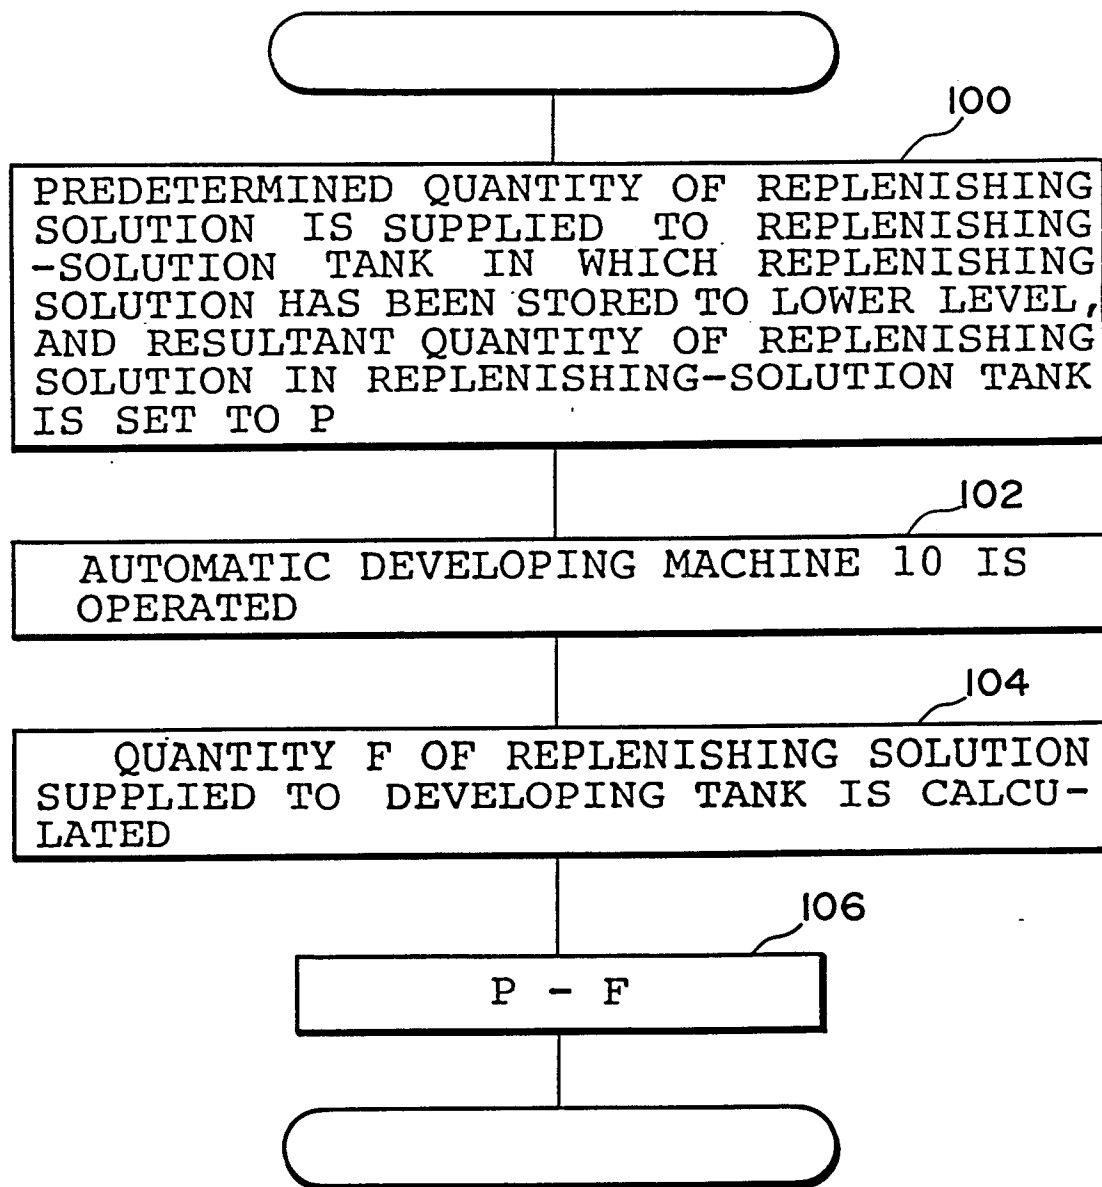 100
PREDETERMINED QUANTITY OF REPLENISHING
SOLUTION IS SUPPLIED TO REPLENISHING
-SOLUTION TANK IN WHICH REPLENISHING
SOLUTION HAS BEEN STORED TO LOWER LEVEL,
AND RESULTANT QUANTITY OF REPLENISHING
SOLUTION IN REPLENISHING-SOLUTION TANK
IS SET TO P
102
AUTOMATIC DEVELOPING MACHINE 10 IS
OPERATED
104
QUANTITY F OF REPLENISHING SOLUTION
SUPPLIED TO DEVELOPING TANK IS CALCU-
LATED
106
P - F